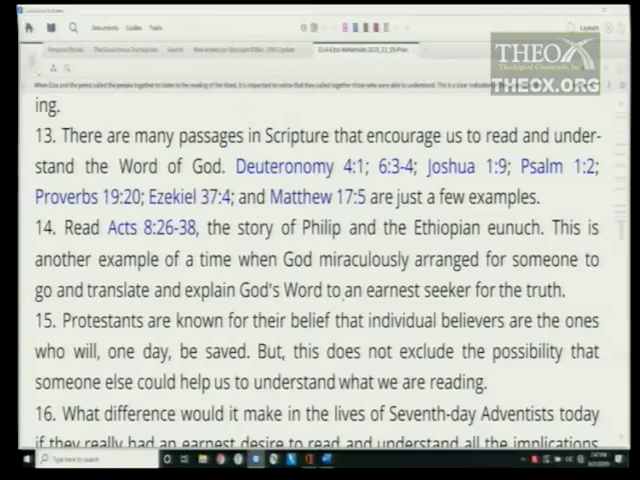 Documents Guides Tools
Layouts
THEOX
Theological Crossroads, Inc
THEOX.ORG
ing.
13. There are many passages in Scripture that encourage us to read and under-
stand the Word of God. Deuteronomy 4:1; 6:3-4; Joshua 1:9; Psalm 1:2;
Proverbs 19:20; Ezekiel 37:4; and Matthew 17:5 are just a few examples.
14. Read Acts 8:26-38, the story of Philip and the Ethiopian eunuch. This is
another example of a time when God miraculously arranged for someone to
go and translate and explain God's Word to an earnest seeker for the truth.
15. Protestants are known for their belief that individual believers are the ones
who will, one day, be saved. But, this does not exclude the possibility that
someone else could help us to understand what we are reading.
16. What difference would it make in the lives of Seventh-day Adventists today
if they really had an earnest desire to read and understand all the implications
Type here to search